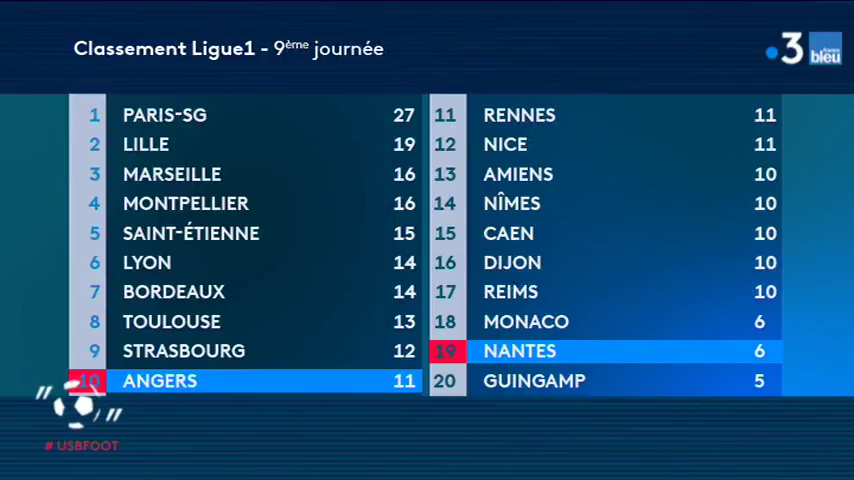 Classement Ligue1 - 9ème journée
3
france
bleu
1 PARIS-SG 27
2 LILLE 19
3 MARSEILLE 16
4 MONTPELLIER 16
5 SAINT-ÉTIENNE 15
6 LYON 14
7 BORDEAUX 14
8 TOULOUSE 13
9 STRASBOURG 12
10 ANGERS 11
11 RENNES 11
12 NICE 11
13 AMIENS 10
14 NÎMES 10
15 CAEN 10
16 DIJON 10
17 REIMS 10
18 MONACO 6
19 NANTES 6
20 GUINGAMP 5
# USBFOOT